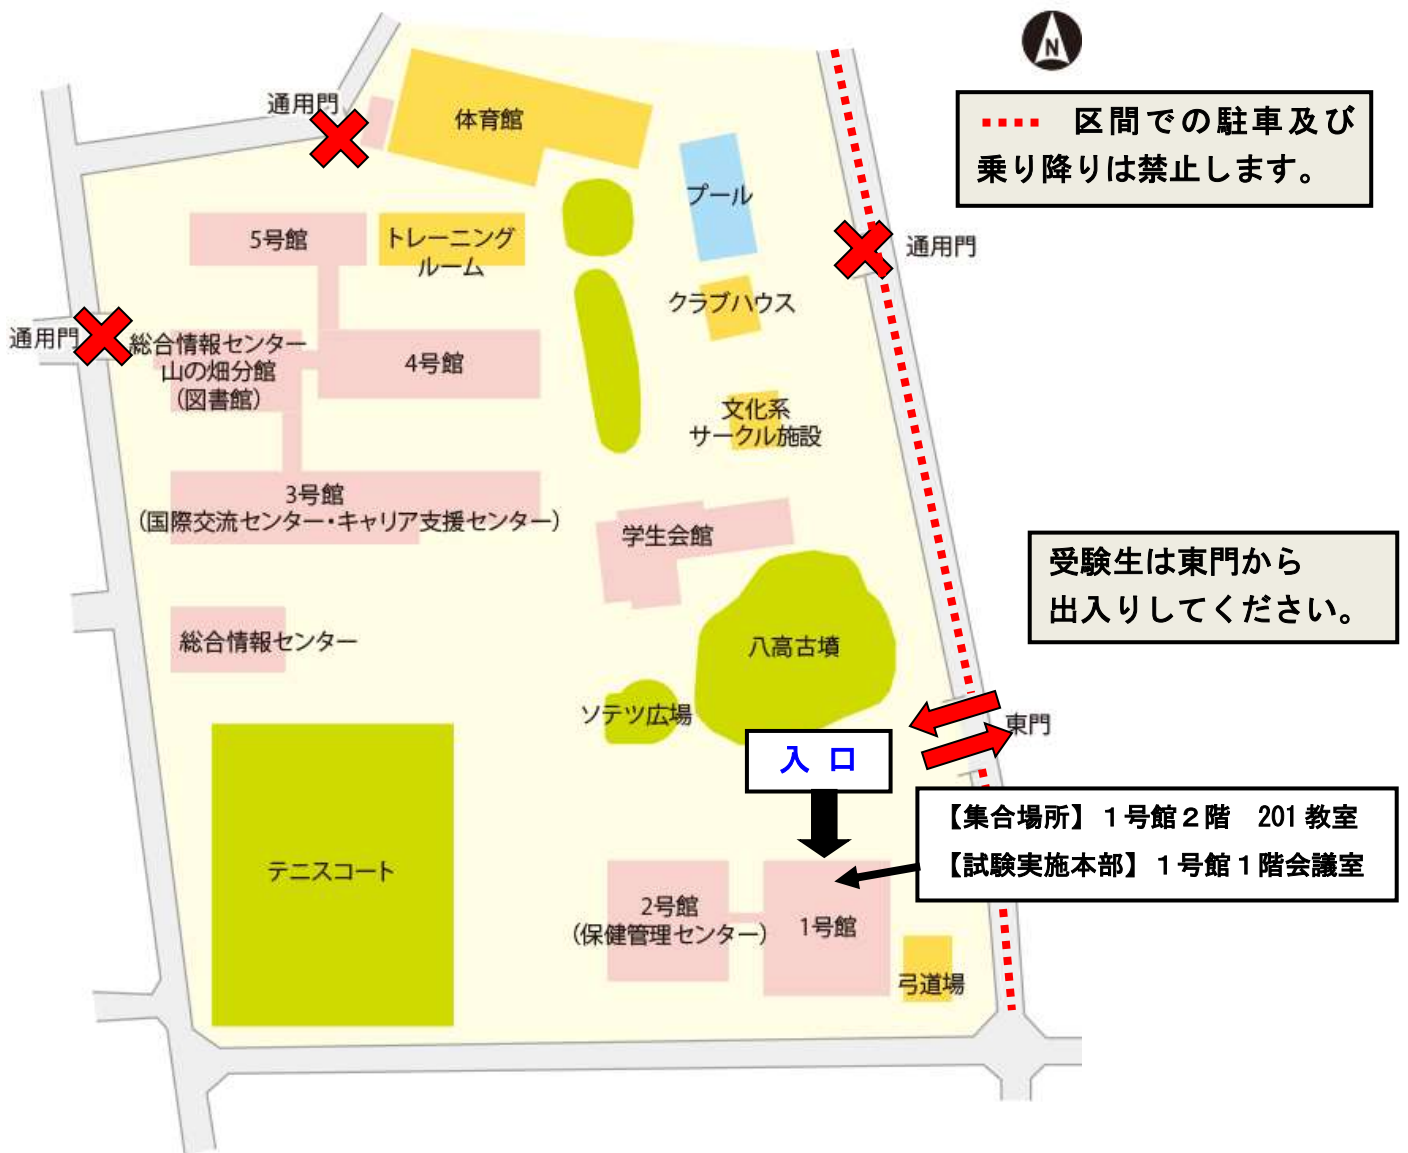 N
････ 区間での駐車及び
乗り降りは禁止します。
通用門
体育館
プール
5号館
トレーニング
ルーム
通用門
クラブハウス
通用門
総合情報センター
山の畑分館
（図書館）
4号館
文化系
サークル施設
3号館
（国際交流センター・キャリア支援センター）
学生会館
受験生は東門から
出入りしてください。
総合情報センター
八高古墳
ソテツ広場
東門
入 口
【集合場所】１号館２階　201 教室
【試験実施本部】１号館１階会議室
テニスコート
2号館
（保健管理センター）
1号館
弓道場